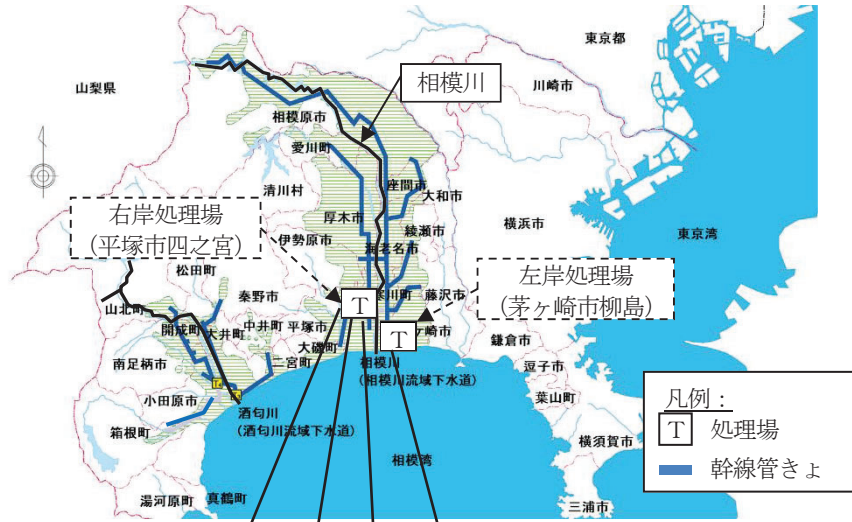 東京都
山梨県
川崎市
相模川
相模原市
愛川町
座間市
大和市
清川村
右岸処理場
(平塚市四之宮)
厚木市
綾瀬市
横浜市
東京湾
伊勢原市
海老名市
左岸処理場
(茅ヶ崎市柳島)
松田町
秦野市
T
寒川町
藤沢市
山北町
開成町
大井町
中井町
平塚市
T
ケ崎市
大磯町
鎌倉市
南足柄市
二宮町
相模川
(相模川流域下水道)
逗子市
葉山町
小田原市
酒匂川
(酒匂川流域下水道)
箱根町
横須賀市
相模湾
湯河原町
真鶴町
三浦市
凡例:
T 処理場
幹線管きょ